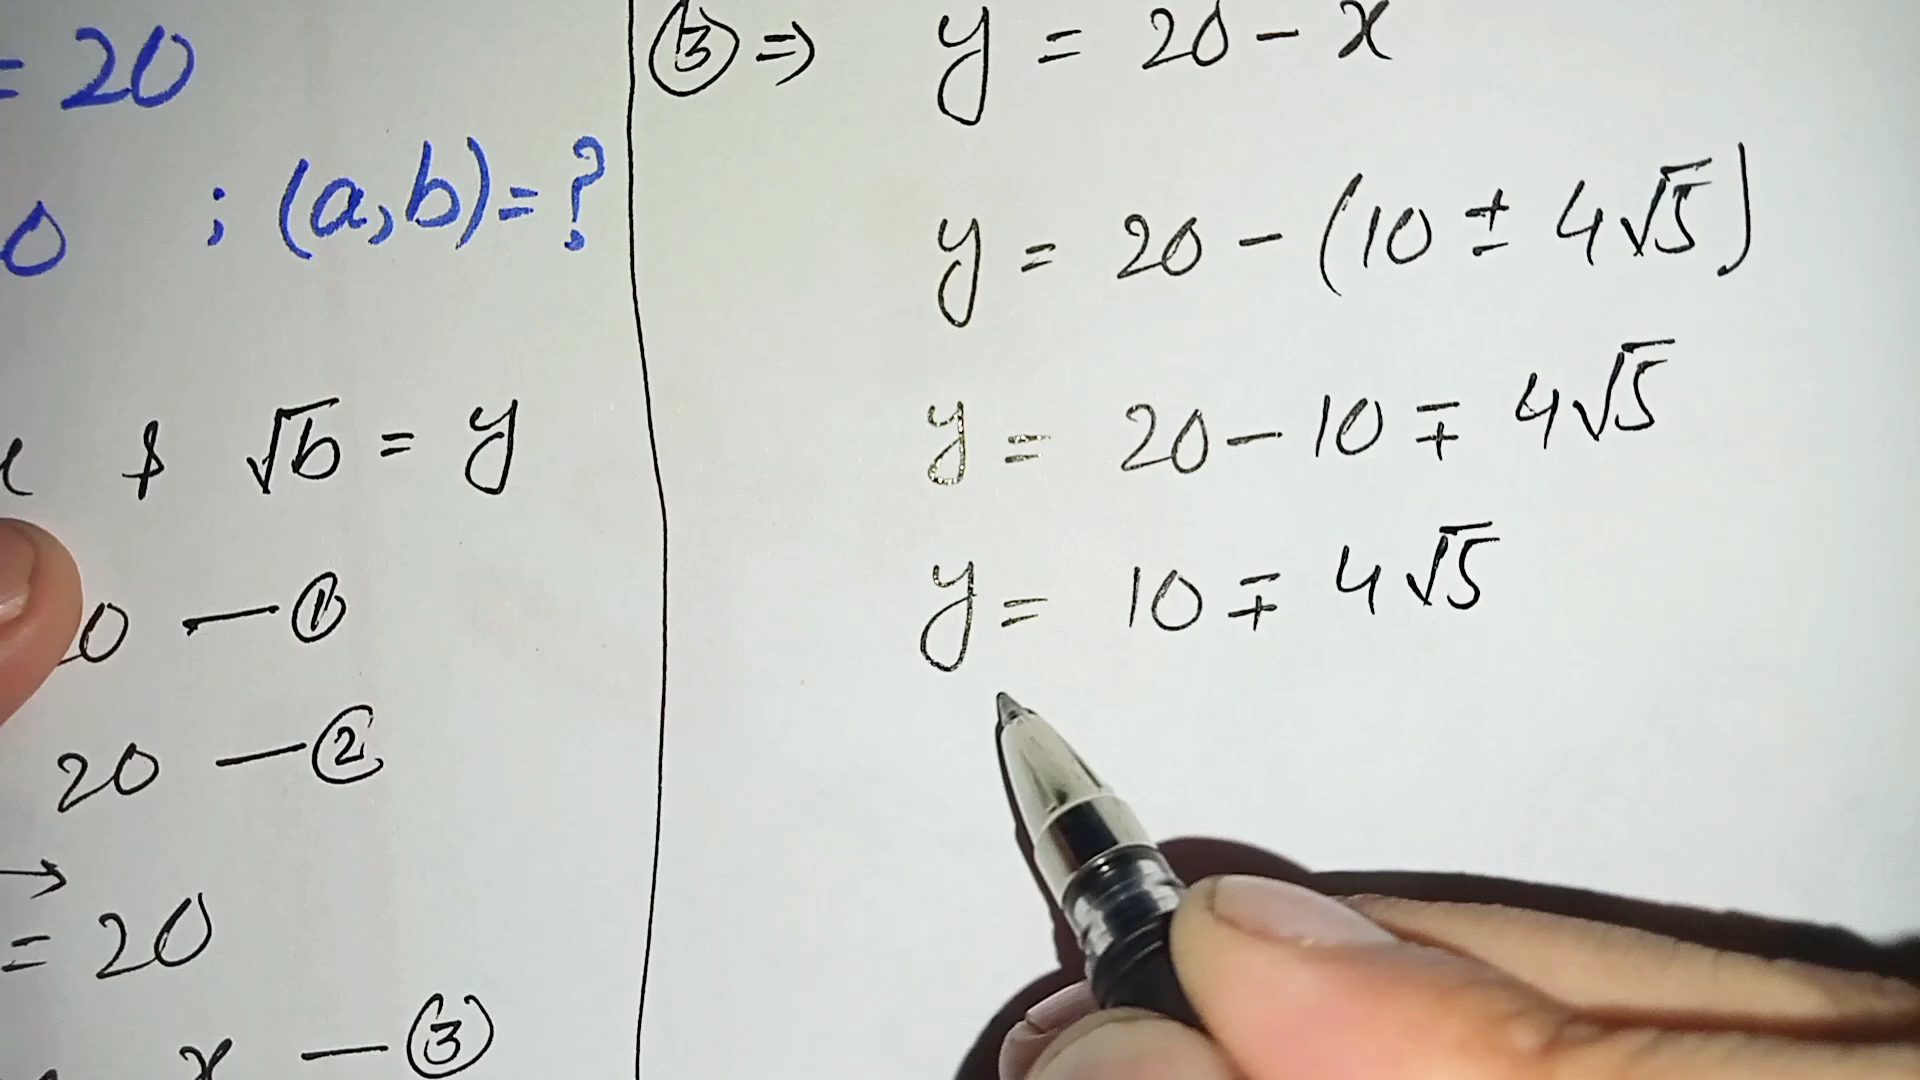 = 20
0 ; (a,b)=?
& √b = y
0 — ①
20 — ②
→
= 20
x — ③
③ ⇒ y = 20 - x
y = 20 - (10 ± 4√5)
y = 20 - 10 ∓ 4√5
y = 10 ∓ 4√5